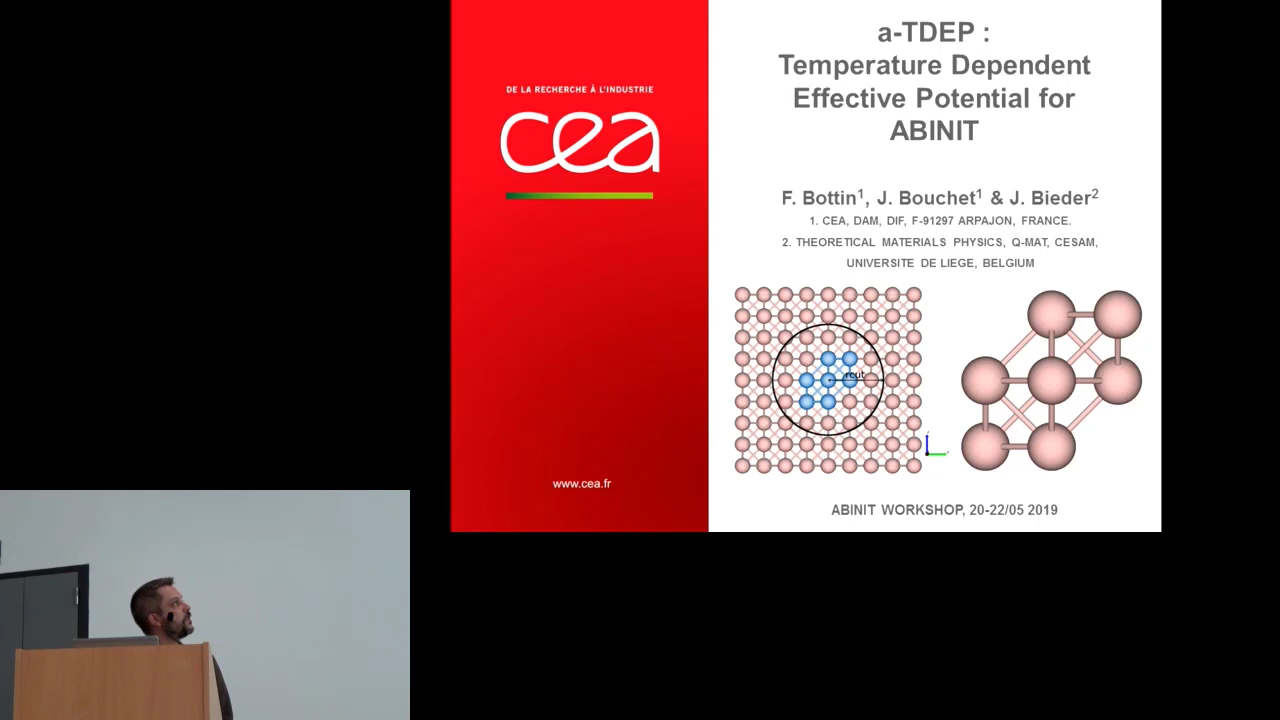 DE LA RECHERCHE À L'INDUSTRIE
cea
www.cea.fr
a-TDEP :
Temperature Dependent
Effective Potential for
ABINIT
F. Bottin¹, J. Bouchet¹ & J. Bieder²
1. CEA, DAM, DIF, F-91297 ARPAJON, FRANCE.
2. THEORETICAL MATERIALS PHYSICS, Q-MAT, CESAM,
UNIVERSITE DE LIEGE, BELGIUM
rcut
ABINIT WORKSHOP, 20-22/05 2019